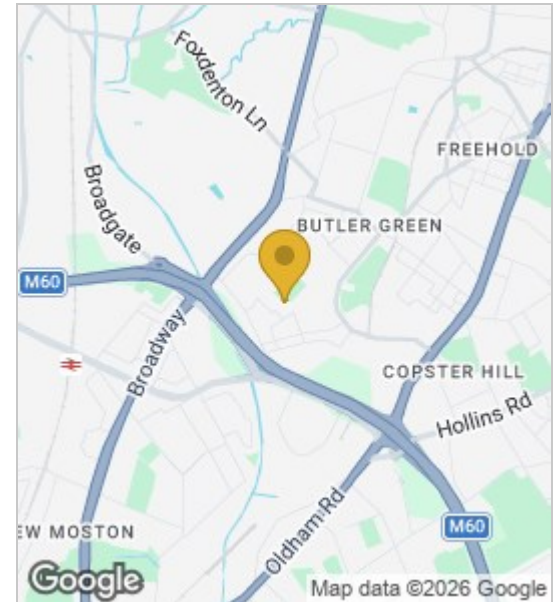 Foxdenton Ln
FREEHOLD
Broadgate
BUTLER GREEN
M60
Broadway
COPSTER HILL
Hollins Rd
Oldham Rd
M60
EW MOSTON
Google
Map data ©2026 Google